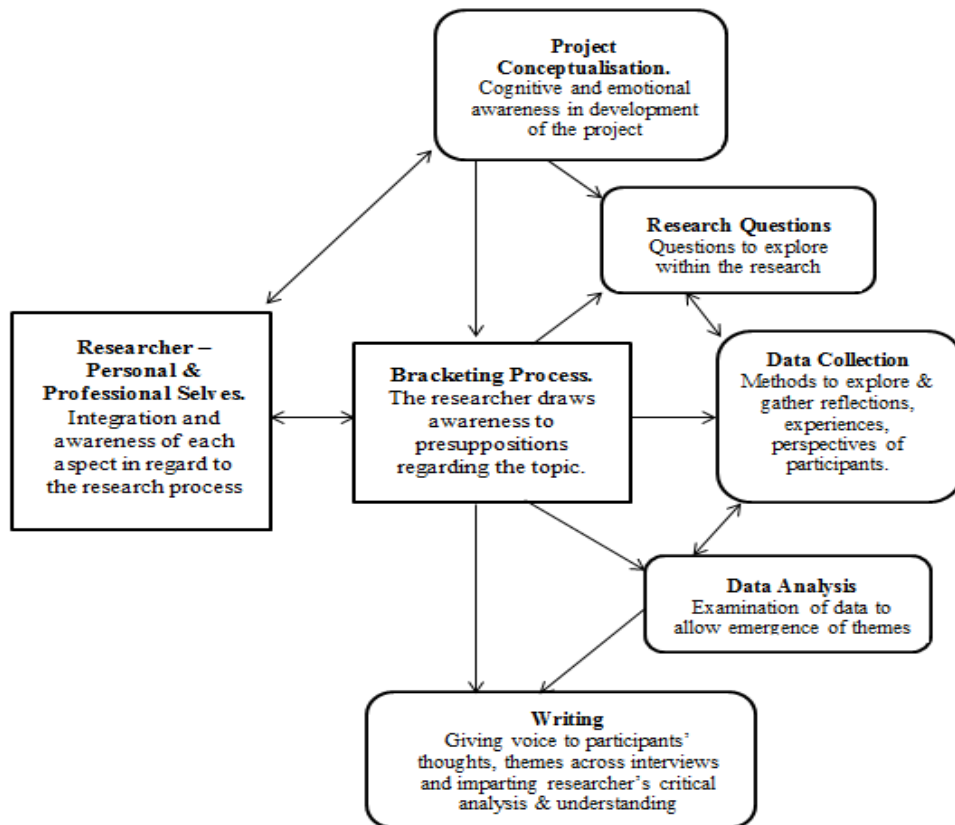 Project
Conceptualisation.
Cognitive and emotional
awareness in development
of the project
Research Questions
Questions to explore
within the research
Researcher –
Personal &
Professional Selves.
Integration and
awareness of each
aspect in regard to
the research process
Bracketing Process.
The researcher draws
awareness to
presuppositions
regarding the topic.
Data Collection
Methods to explore &
gather reflections,
experiences,
perspectives of
participants.
Data Analysis
Examination of data to
allow emergence of themes
Writing
Giving voice to participants’
thoughts, themes across interviews
and imparting researcher’s critical
analysis & understanding